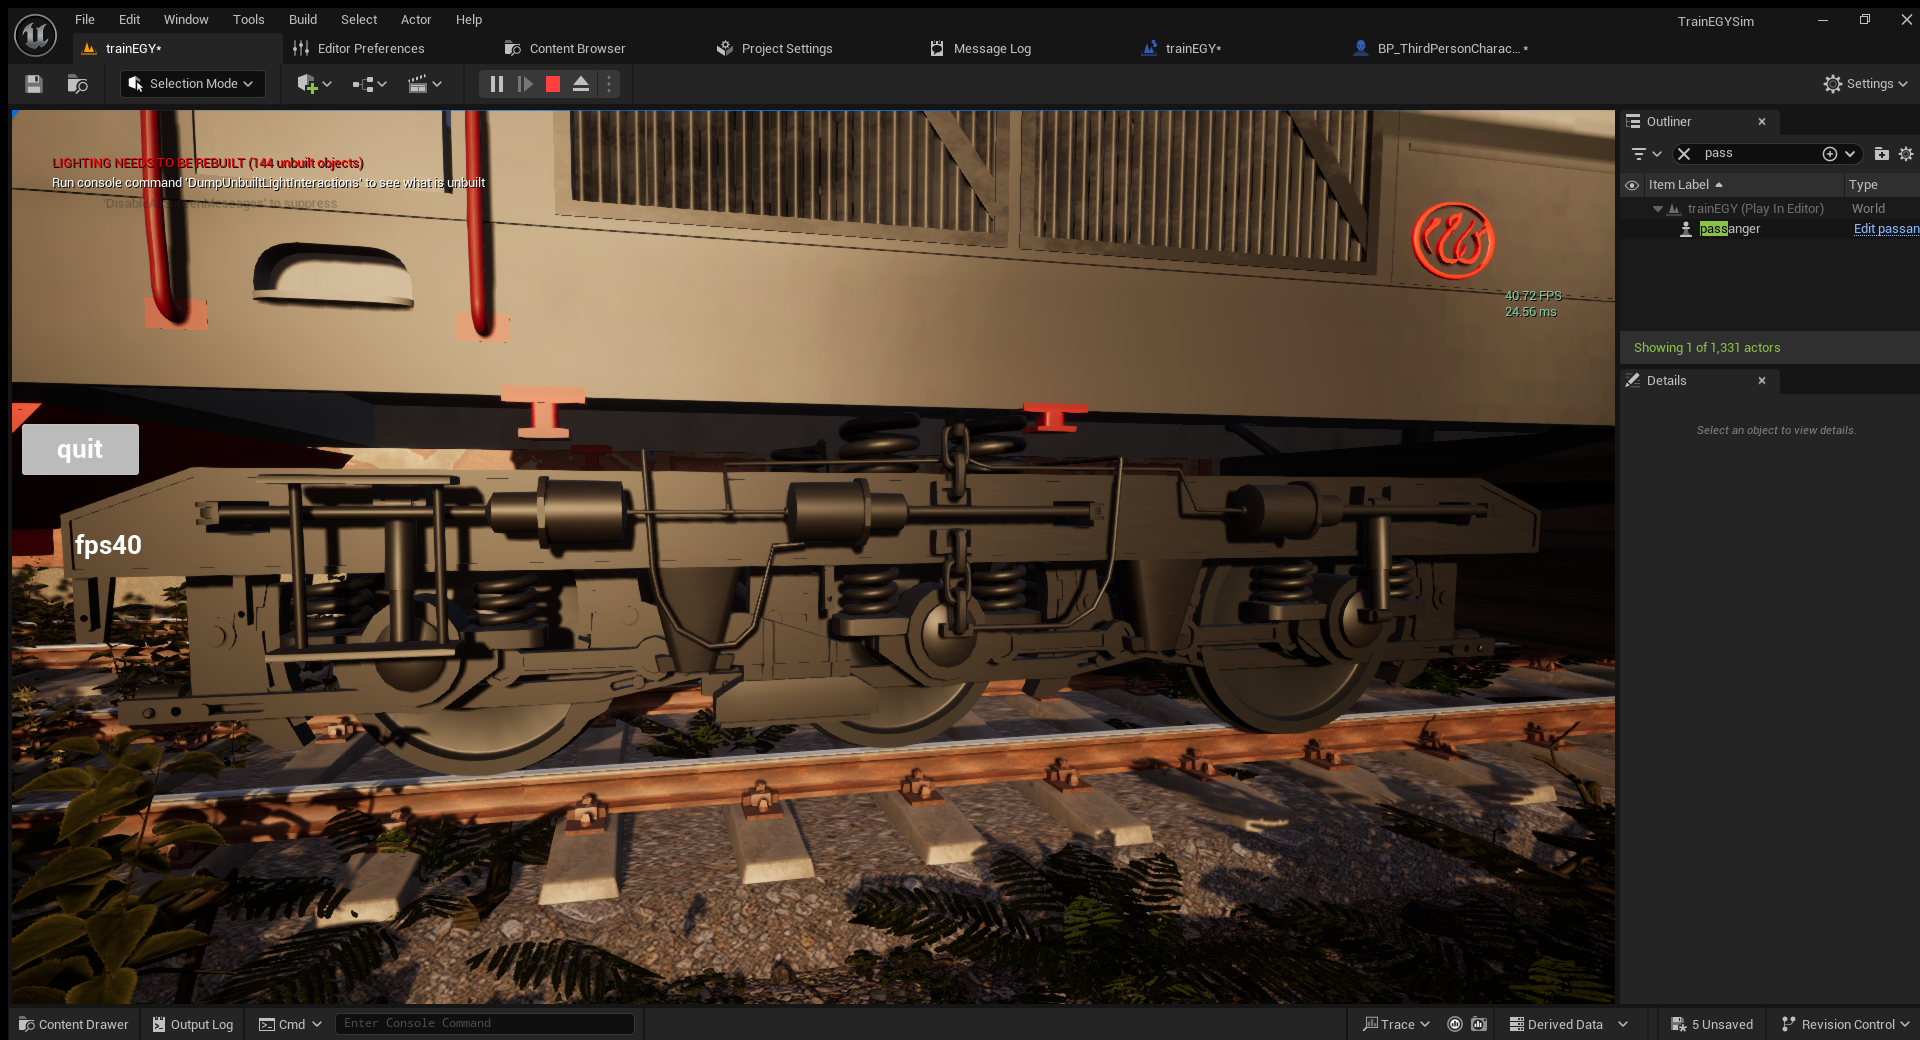 File Edit Window Tools Build Select Actor Help
TrainEGYSim
trainEGY*
Editor Preferences
Content Browser
Project Settings
Message Log
trainEGY*
BP_ThirdPersonCharac... *
Selection Mode
Settings
LIGHTING NEEDS TO BE REBUILT (144 unbuilt objects)
Run console command 'DumpUnbuiltLightInteractions' to see what is unbuilt
to suppress
40.72 FPS
24.56 ms
quit
fps40
Outliner
pass
Item Label
Type
trainEGY (Play In Editor)
World
passanger
Edit passan
Showing 1 of 1,331 actors
Details
Select an object to view details.
Content Drawer
Output Log
Cmd
Enter Console Command
Trace
Derived Data
5 Unsaved
Revision Control